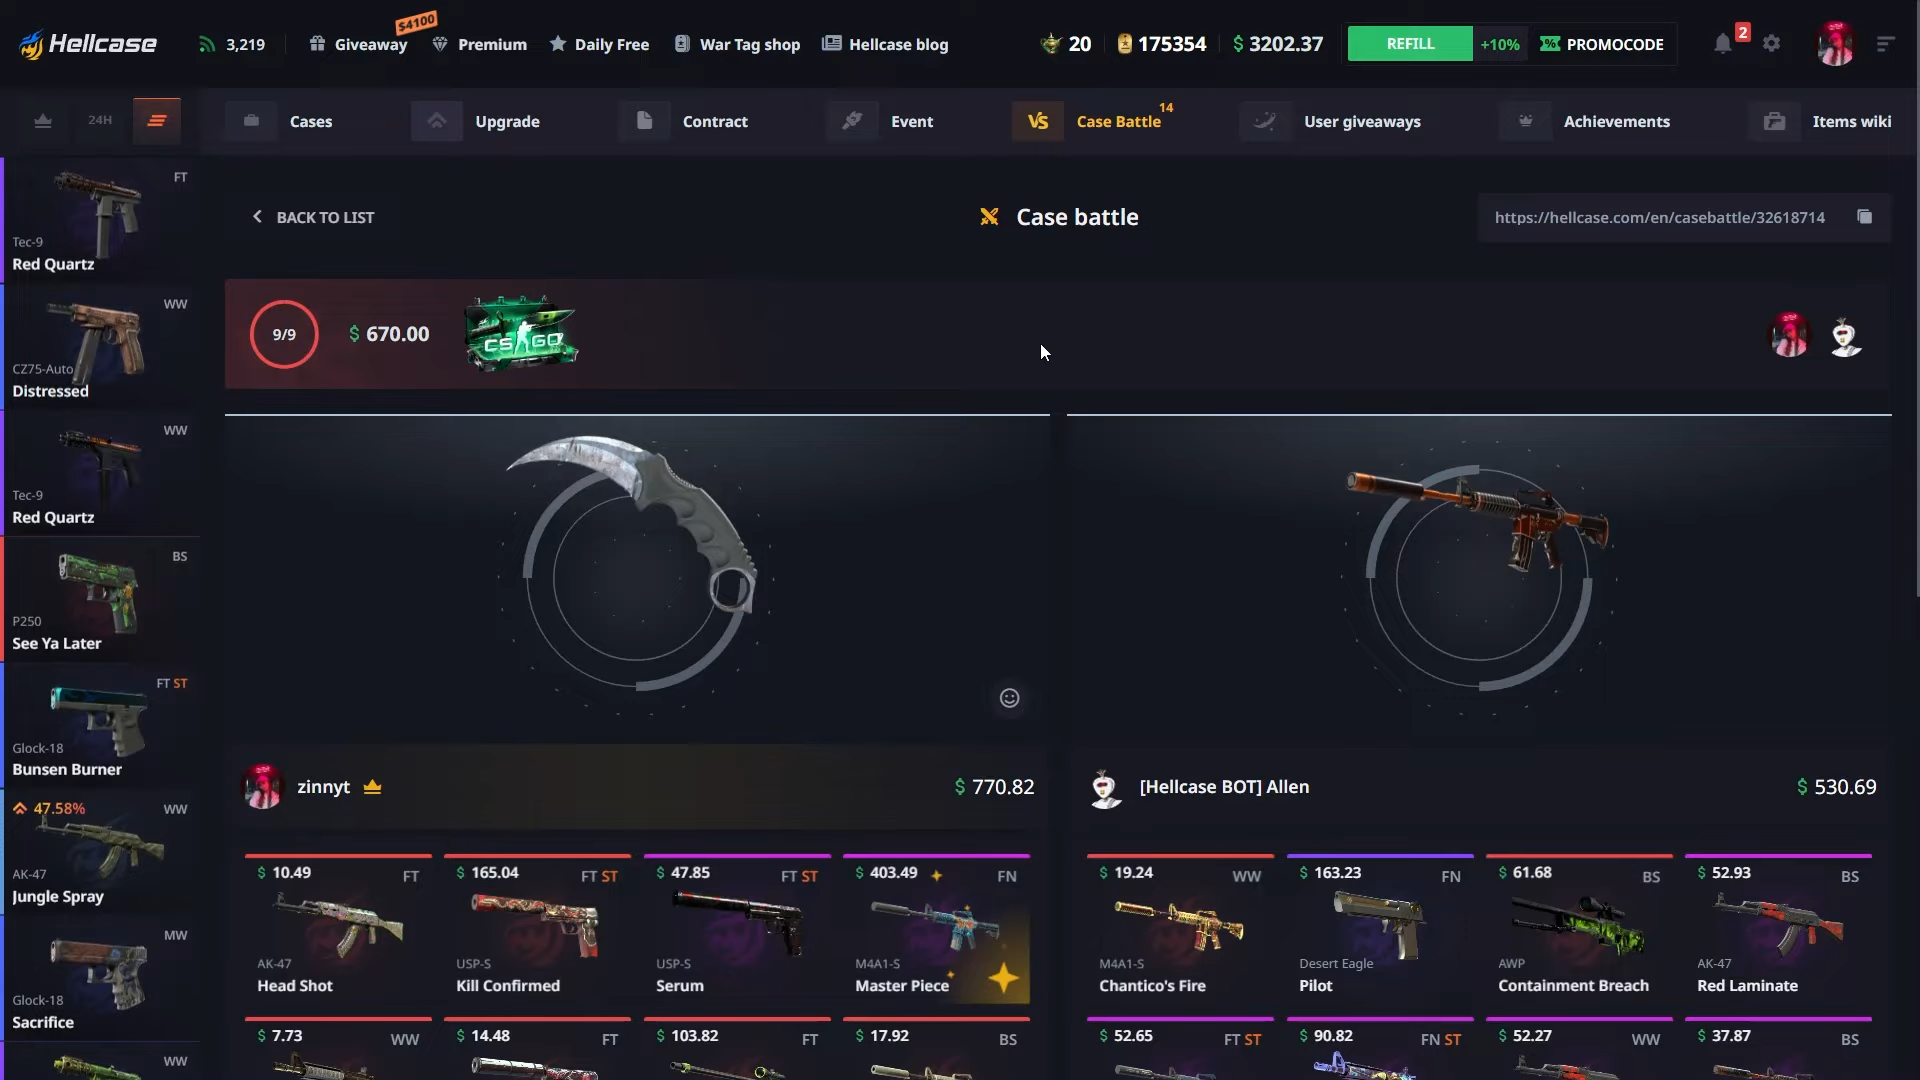 Hellcase
3,219
Giveaway
$4100
Premium
Daily Free
War Tag shop
Hellcase blog
20
175354
$ 3202.37
REFILL
+10%
% PROMOCODE
2
24H
Cases
Upgrade
Contract
Event
VS
Case Battle
14
User giveaways
Achievements
Items wiki
FT
Tec-9
Red Quartz
WW
CZ75-Auto
Distressed
WW
Tec-9
Red Quartz
BS
P250
See Ya Later
FT ST
Glock-18
Bunsen Burner
47.58%
WW
AK-47
Jungle Spray
MW
Glock-18
Sacrifice
WW
BACK TO LIST
Case battle
https://hellcase.com/en/casebattle/32618714
9/9
$ 670.00
CS GO
zinnyt
$ 770.82
[Hellcase BOT] Allen
$ 530.69
$ 10.49
FT
AK-47
Head Shot
$ 165.04
FT ST
USP-S
Kill Confirmed
$ 47.85
FT ST
USP-S
Serum
$ 403.49
FN
M4A1-S
Master Piece
$ 19.24
WW
M4A1-S
Chantico's Fire
$ 163.23
FN
Desert Eagle
Pilot
$ 61.68
BS
AWP
Containment Breach
$ 52.93
BS
AK-47
Red Laminate
$ 7.73
WW
$ 14.48
FT
$ 103.82
FT
$ 17.92
BS
$ 52.65
FT ST
$ 90.82
FN ST
$ 52.27
WW
$ 37.87
BS